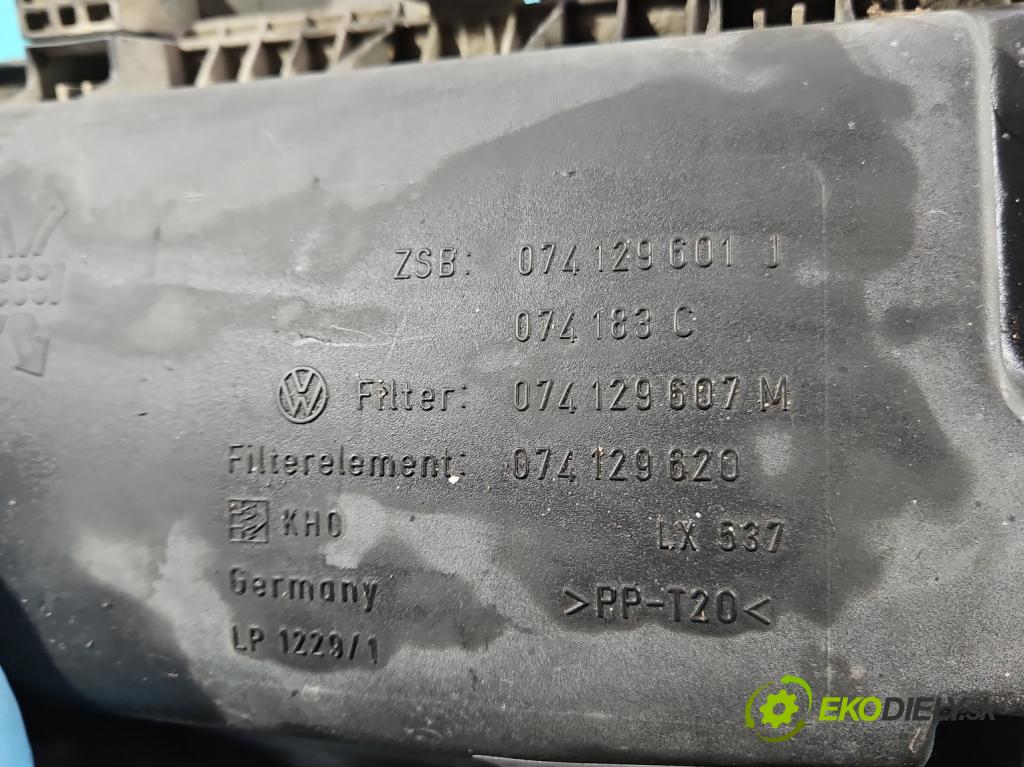 ZSB: 074 129 601 J
074 183 C
Filter: 074 129 607 M
Filterelement: 074 129 620
KHO LX 537
Germany >PP-T20<
LP 1229/1
EKODIELY.SK